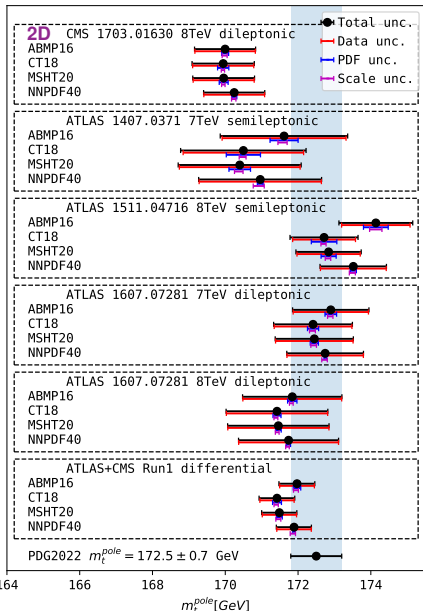 2D CMS 1703.01630 8TeV dileptonic
Total unc.
Data unc.
PDF unc.
Scale unc.
ABMP16
CT18
MSHT20
NNPDF40
ATLAS 1407.0371 7TeV semileptonic
ABMP16
CT18
MSHT20
NNPDF40
ATLAS 1511.04716 8TeV semileptonic
ABMP16
CT18
MSHT20
NNPDF40
ATLAS 1607.07281 7TeV dileptonic
ABMP16
CT18
MSHT20
NNPDF40
ATLAS 1607.07281 8TeV dileptonic
ABMP16
CT18
MSHT20
NNPDF40
ATLAS+CMS Run1 differential
ABMP16
CT18
MSHT20
NNPDF40
PDG2022 m_t^{pole} = 172.5 ± 0.7 GeV
164 166 168 170 172 174
m_t^{pole}[GeV]